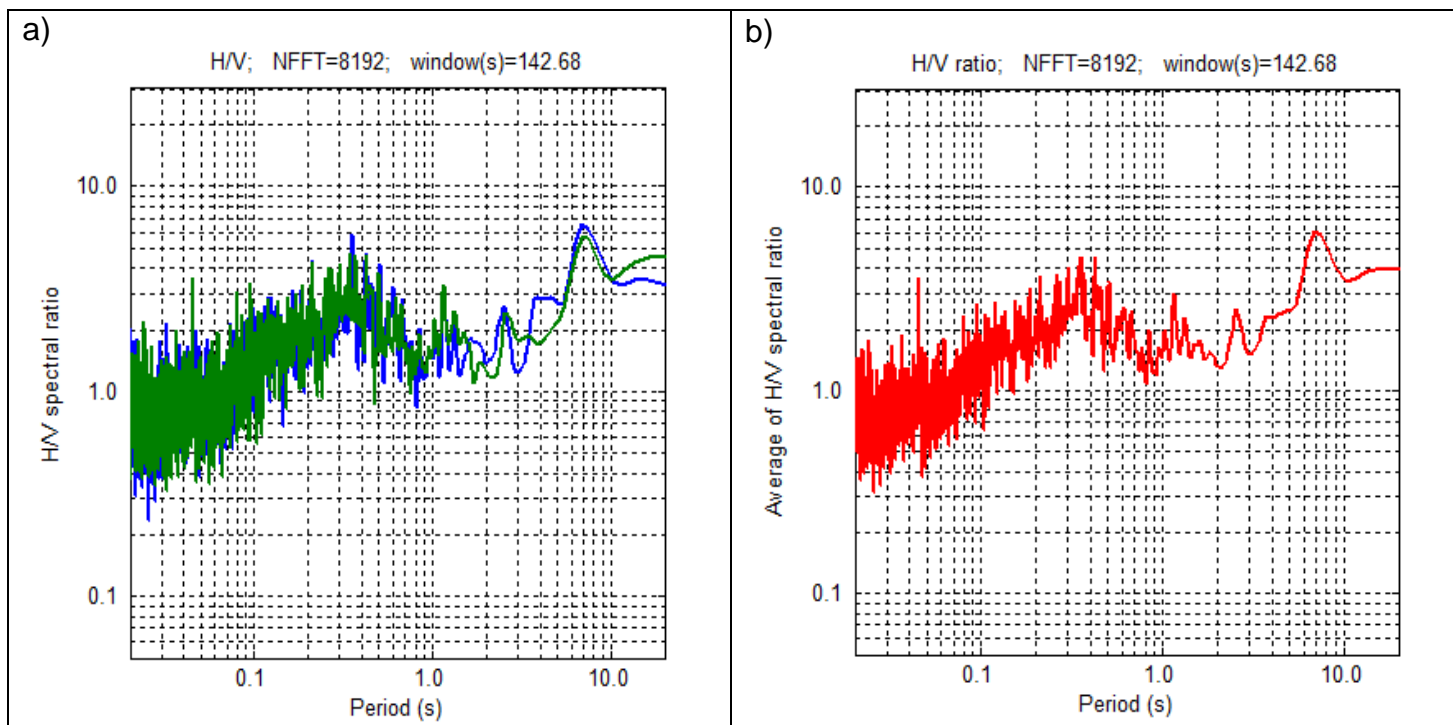 a)
H/V; NFFT=8192; window(s)=142.68
10.0
1.0
0.1
H/V spectral ratio
0.1 1.0 10.0
Period (s)
b)
H/V ratio; NFFT=8192; window(s)=142.68
10.0
1.0
0.1
Average of H/V spectral ratio
0.1 1.0 10.0
Period (s)